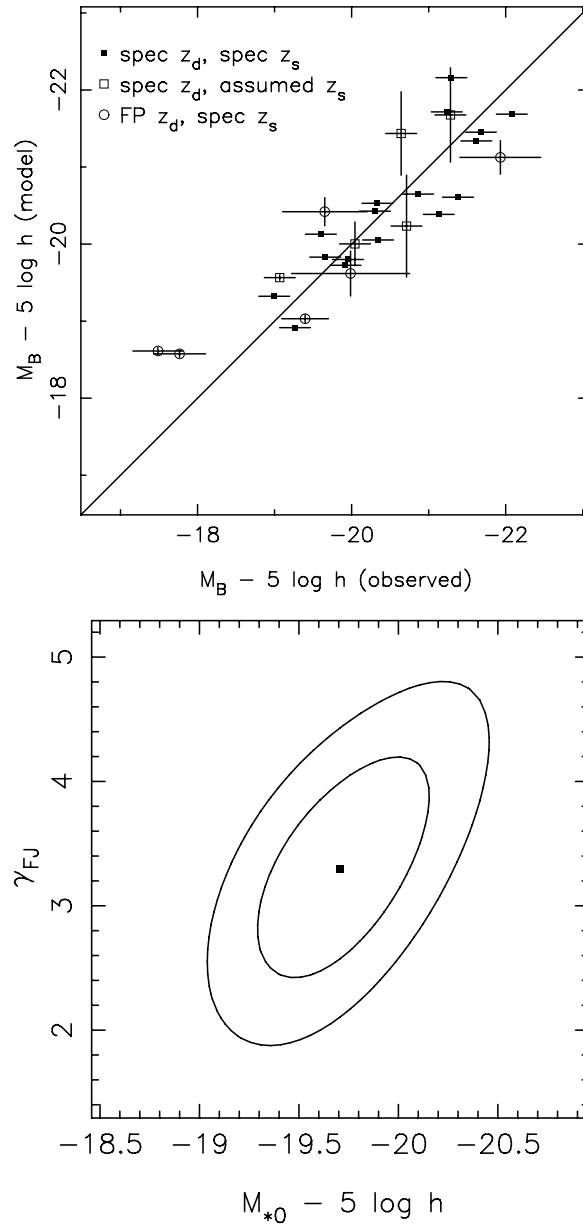 spec z_d, spec z_s
spec z_d, assumed z_s
FP z_d, spec z_s
M_B − 5 log h (model)
−22
−20
−18
−18
−20
−22
M_B − 5 log h (observed)
γ_FJ
5
4
3
2
−18.5
−19
−19.5
−20
−20.5
M_{*0} − 5 log h